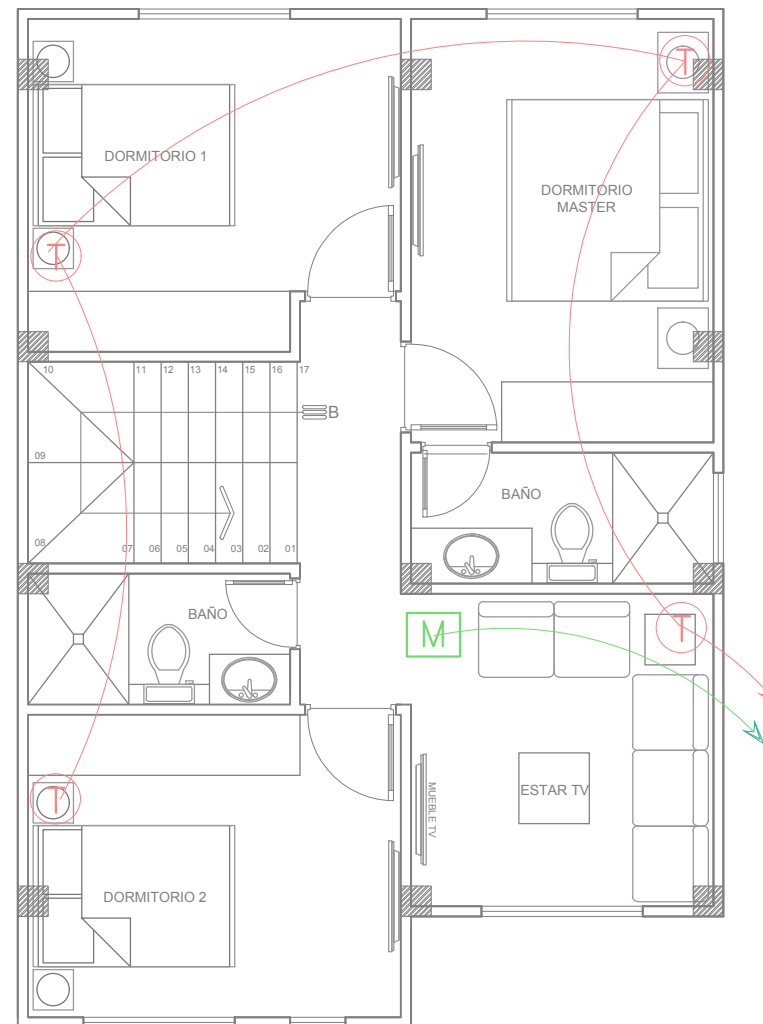 T
DORMITORIO 1
DORMITORIO
MASTER
T
10
11
12
13
14
15
16
17
B
09
08
07
06
05
04
03
02
01
BAÑO
BAÑO
M
T
T
MUEBLE TV
ESTAR TV
DORMITORIO 2